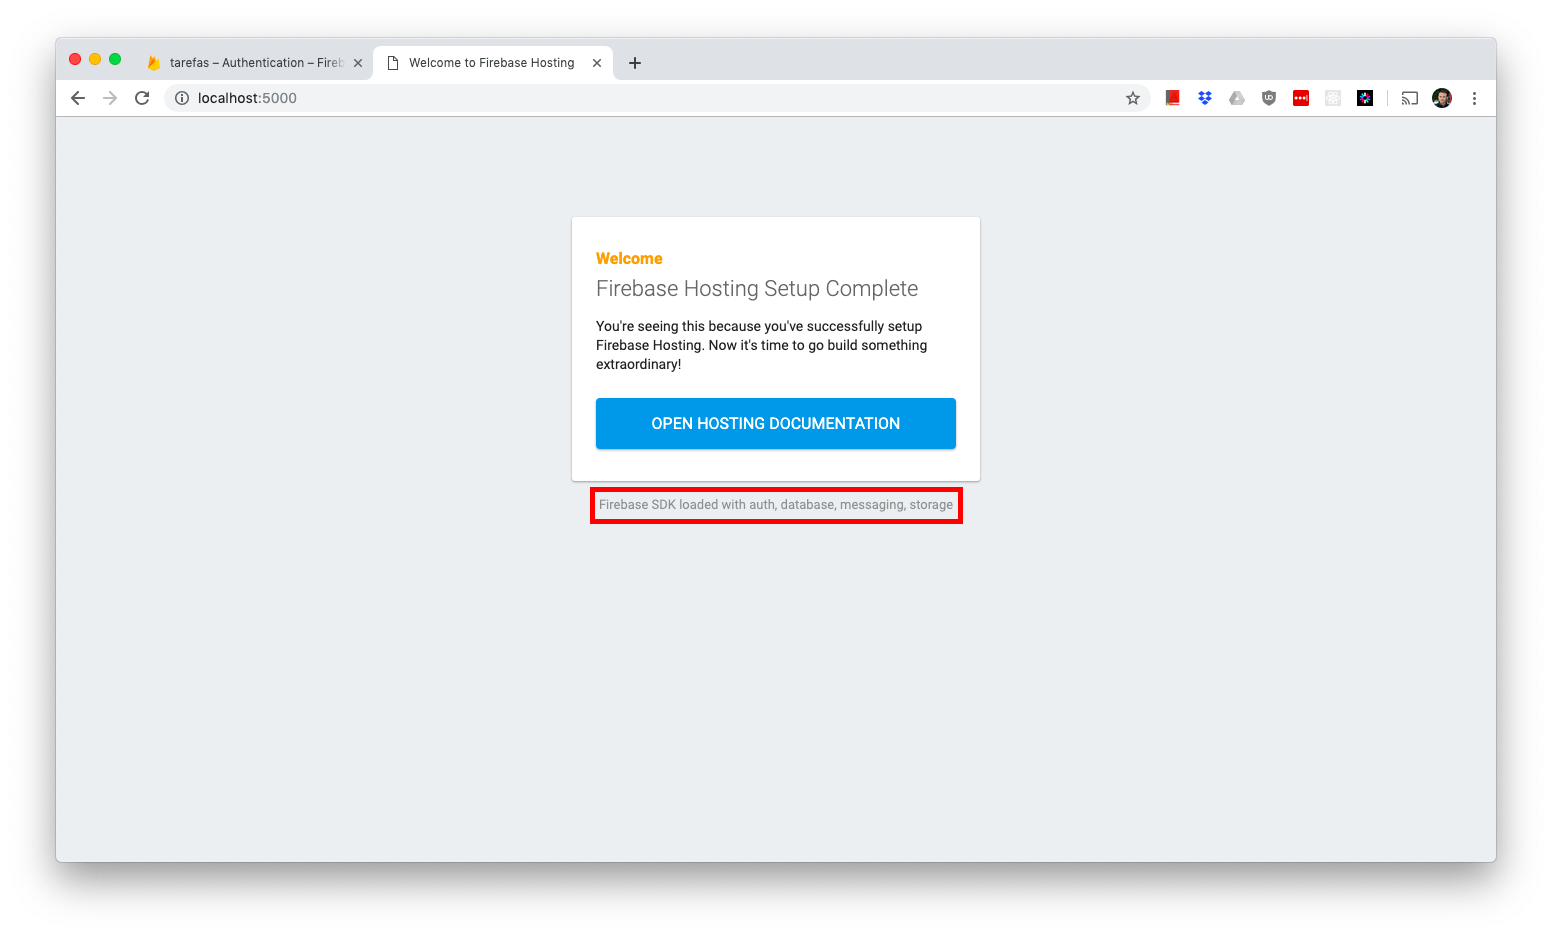 tarefas – Authentication – Fireb
Welcome to Firebase Hosting
localhost:5000
Welcome
Firebase Hosting Setup Complete
You're seeing this because you've successfully setup
Firebase Hosting. Now it's time to go build something
extraordinary!
OPEN HOSTING DOCUMENTATION
Firebase SDK loaded with auth, database, messaging, storage